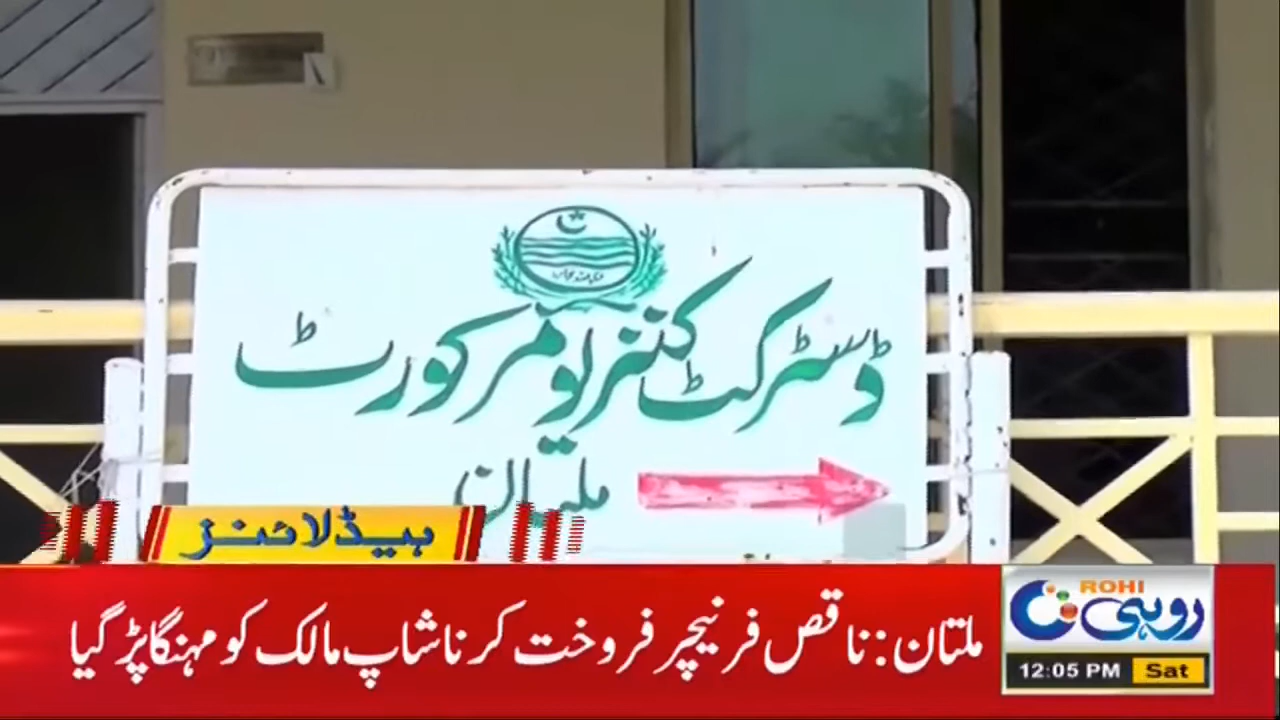 ڈسٹرکٹ کنزیومر کورٹ
ملتان
ہیڈلائنز
ملتان::ناقص فرنیچر فروخت کرنا شاپ مالک کو مہنگا پڑ گیا
ROHI
روہی
12:05 PM Sat